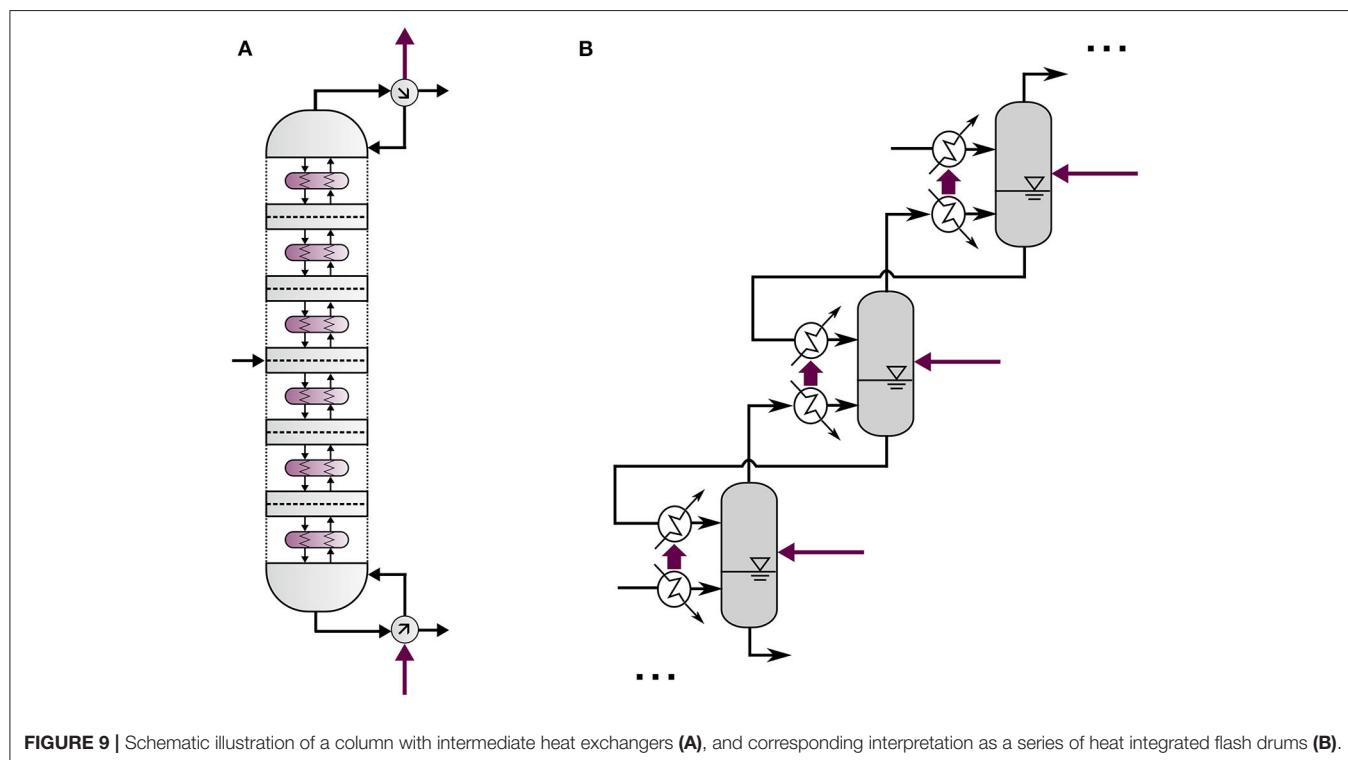 A
B
...
...
FIGURE 9 | Schematic illustration of a column with intermediate heat exchangers (A), and corresponding interpretation as a series of heat integrated flash drums (B).